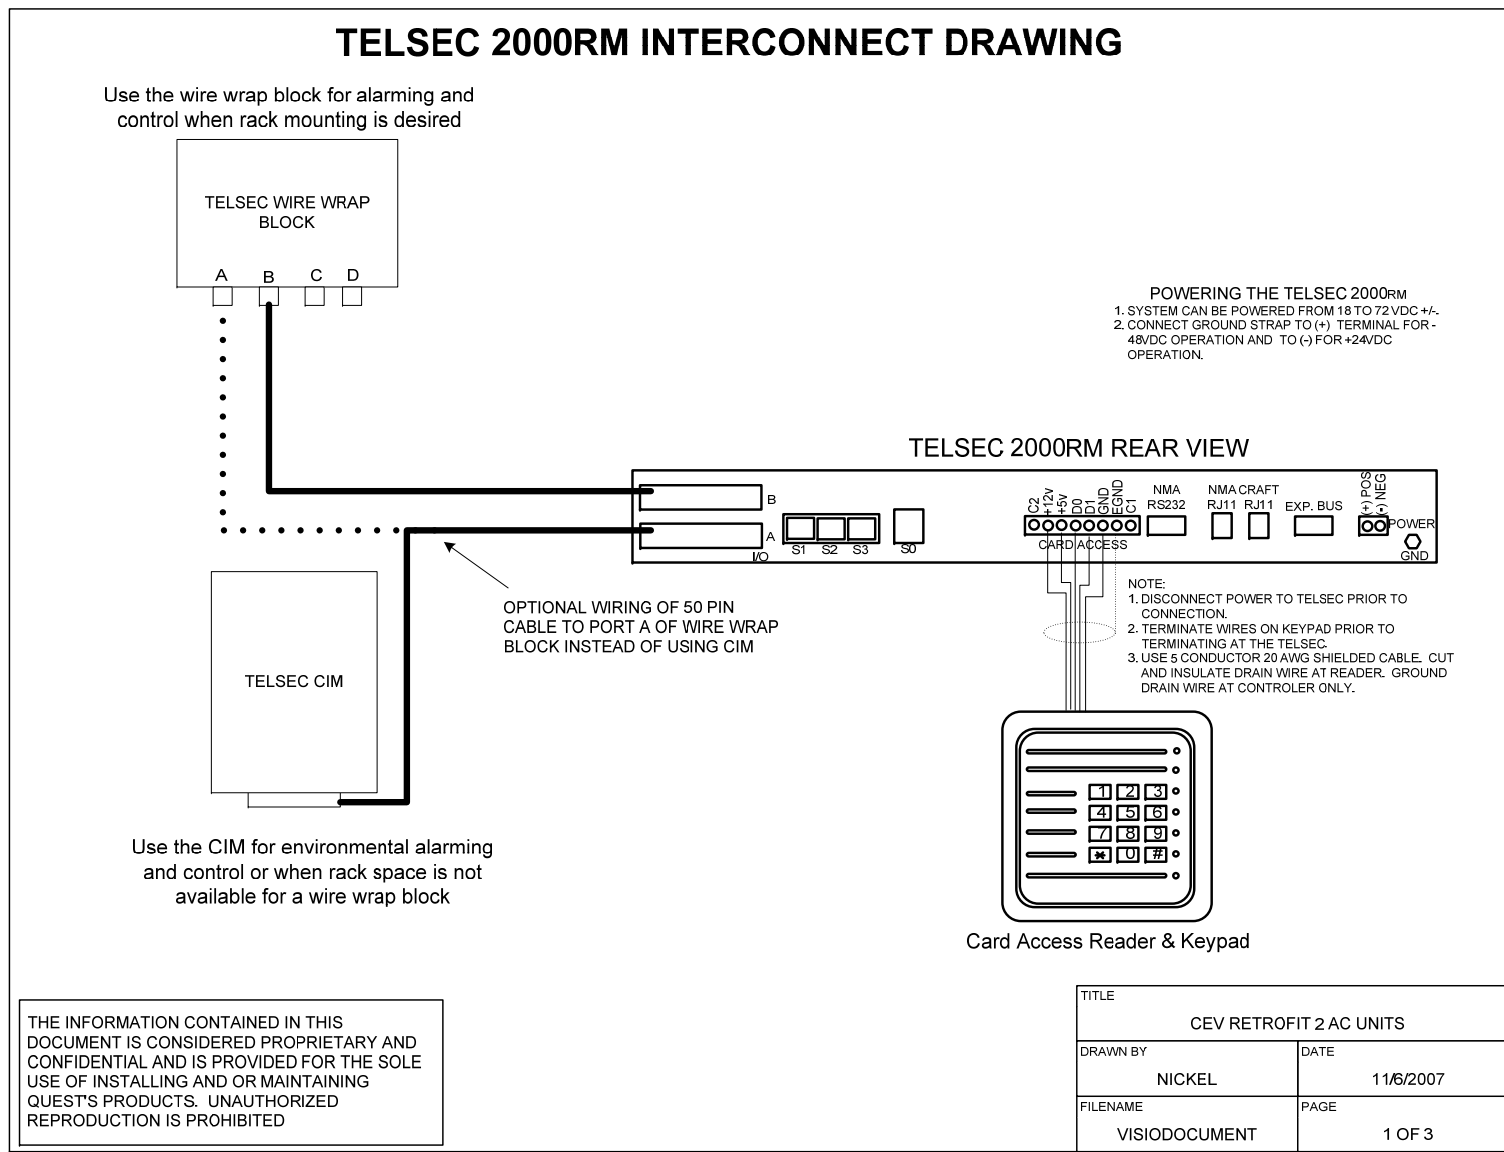 TELSEC 2000RM INTERCONNECT DRAWING
Use the wire wrap block for alarming and
control when rack mounting is desired
TELSEC WIRE WRAP
BLOCK
A B C D
POWERING THE TELSEC 2000RM
1. SYSTEM CAN BE POWERED FROM 18 TO 72 VDC +/-.
2. CONNECT GROUND STRAP TO (+) TERMINAL FOR -
48VDC OPERATION AND TO (-) FOR +24VDC
OPERATION.
TELSEC 2000RM REAR VIEW
B
A
I/O
S1 S2 S3
S0
C2
+12v
+5v
D0
D1
GND
EGND
C1
CARD ACCESS
NMA
RS232
NMA CRAFT
RJ11 RJ11
EXP. BUS
(+) POS
(-) NEG
POWER
GND
OPTIONAL WIRING OF 50 PIN
CABLE TO PORT A OF WIRE WRAP
BLOCK INSTEAD OF USING CIM
NOTE:
1. DISCONNECT POWER TO TELSEC PRIOR TO
CONNECTION.
2. TERMINATE WIRES ON KEYPAD PRIOR TO
TERMINATING AT THE TELSEC.
3. USE 5 CONDUCTOR 20 AWG SHIELDED CABLE. CUT
AND INSULATE DRAIN WIRE AT READER. GROUND
DRAIN WIRE AT CONTROLER ONLY.
TELSEC CIM
1 2 3
4 5 6
7 8 9
* 0 #
Use the CIM for environmental alarming
and control or when rack space is not
available for a wire wrap block
Card Access Reader & Keypad
THE INFORMATION CONTAINED IN THIS
DOCUMENT IS CONSIDERED PROPRIETARY AND
CONFIDENTIAL AND IS PROVIDED FOR THE SOLE
USE OF INSTALLING AND OR MAINTAINING
QUEST'S PRODUCTS. UNAUTHORIZED
REPRODUCTION IS PROHIBITED
TITLE
CEV RETROFIT 2 AC UNITS
DRAWN BY
NICKEL
DATE
11/6/2007
FILENAME
VISIODOCUMENT
PAGE
1 OF 3